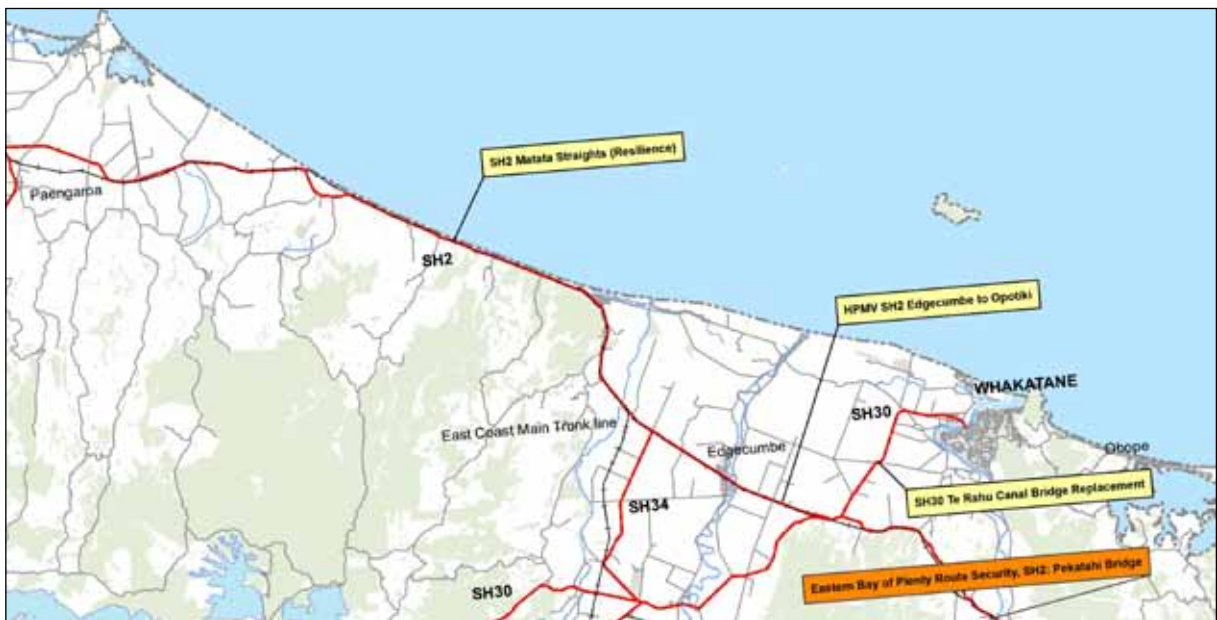 SH2 Matata Straights (Resilience)
Paengaroa
SH2
HPMV SH2 Edgecumbe to Opotiki
WHAKATANE
SH30
East Coast Main Tronk line
Edgecumbe
Ohope
SH30 Te Rahu Canal Bridge Replacement
SH34
Eastern Bay of Plenty Route Security, SH2: Pekatahi Bridge
SH30